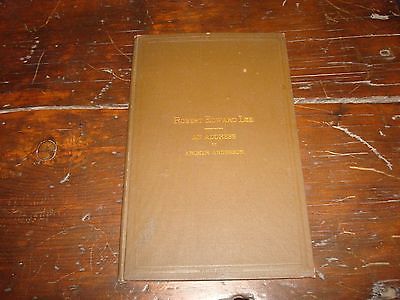 ROBERT EDWARD LEE
AN ADDRESS
BY
ARCHER ANDERSON